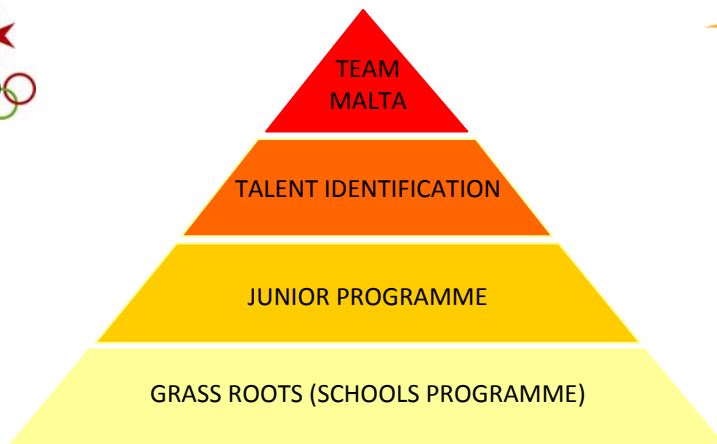 TEAM
MALTA
TALENT IDENTIFICATION
JUNIOR PROGRAMME
GRASS ROOTS (SCHOOLS PROGRAMME)